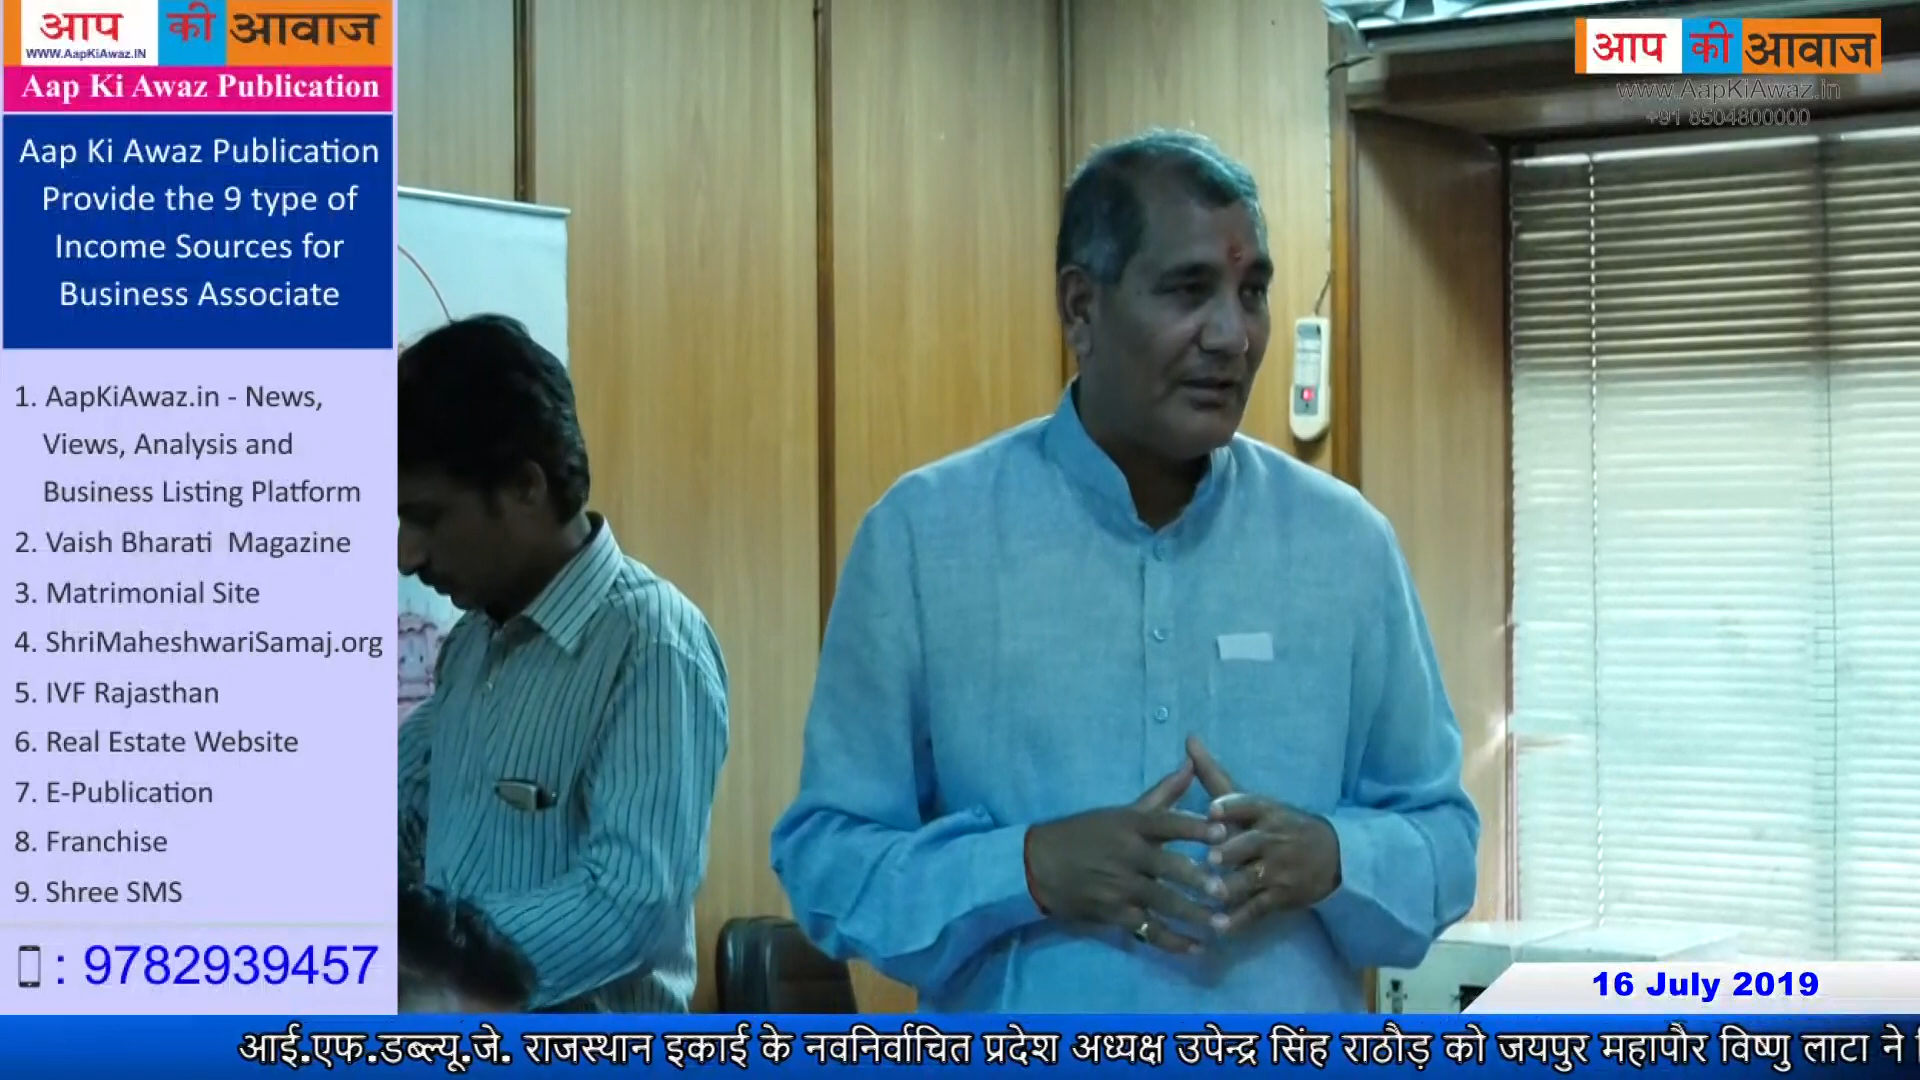 आप की आवाज
WWW.AapKiAwaz.IN
Aap Ki Awaz Publication
Aap Ki Awaz Publication
Provide the 9 type of
Income Sources for
Business Associate
1. AapKiAwaz.in - News,
Views, Analysis and
Business Listing Platform
2. Vaish Bharati Magazine
3. Matrimonial Site
4. ShriMaheshwariSamaj.org
5. IVF Rajasthan
6. Real Estate Website
7. E-Publication
8. Franchise
9. Shree SMS
: 9782939457
आप की आवाज
www.AapKiAwaz.in
+91 8504800000
16 July 2019
आई.एफ.डब्ल्यू.जे. राजस्थान इकाई के नवनिर्वाचित प्रदेश अध्यक्ष उपेन्द्र सिंह राठौड़ को जयपुर महापौर विष्णु लाटा ने